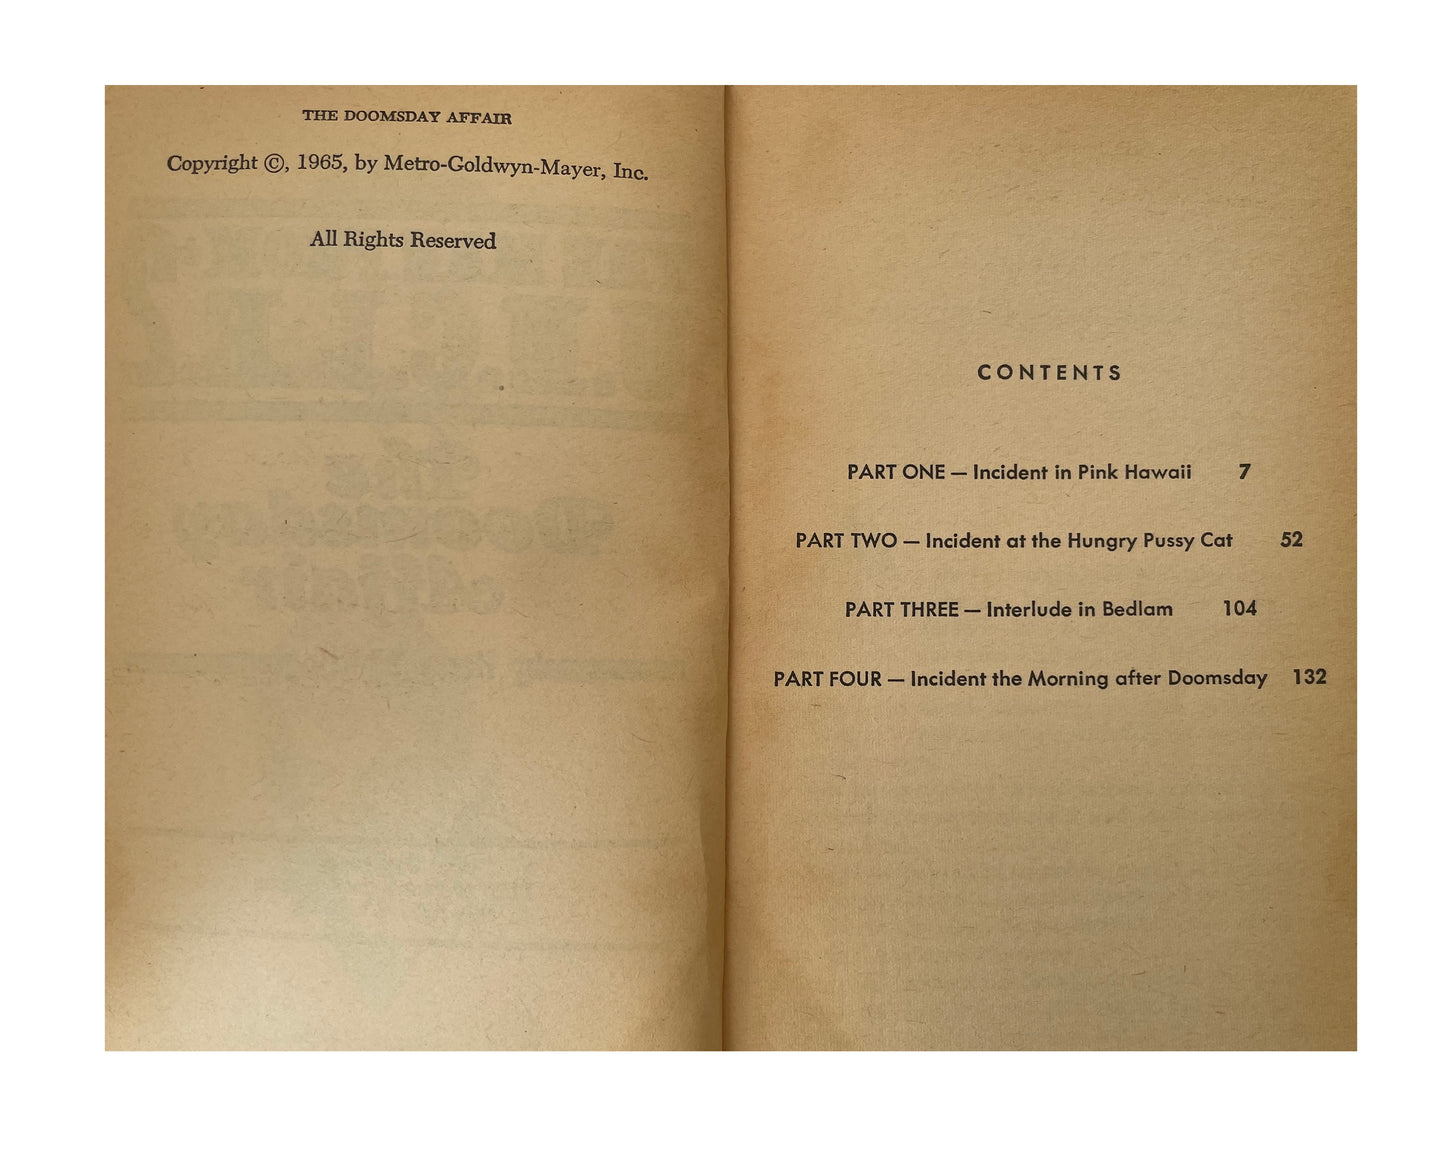 THE DOOMSDAY AFFAIR
Copyright ©, 1965, by Metro-Goldwyn-Mayer, Inc.
All Rights Reserved
CONTENTS
PART ONE — Incident in Pink Hawaii 7
PART TWO — Incident at the Hungry Pussy Cat 52
PART THREE — Interlude in Bedlam 104
PART FOUR — Incident the Morning after Doomsday 132